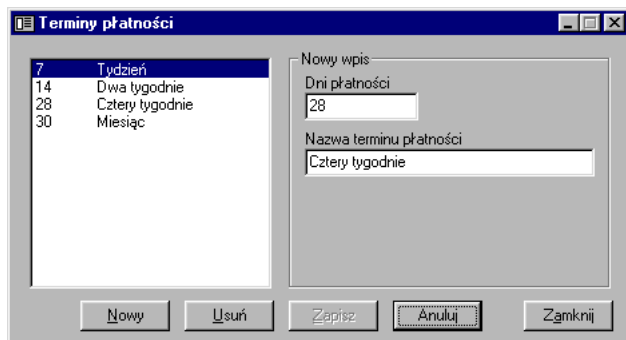 Terminy płatności
7 Tydzień
14 Dwa tygodnie
28 Cztery tygodnie
30 Miesiąc
Nowy wpis
Dni płatności
28
Nazwa terminu płatności
Cztery tygodnie
Nowy Usuń Zapisz Anuluj Zamknij